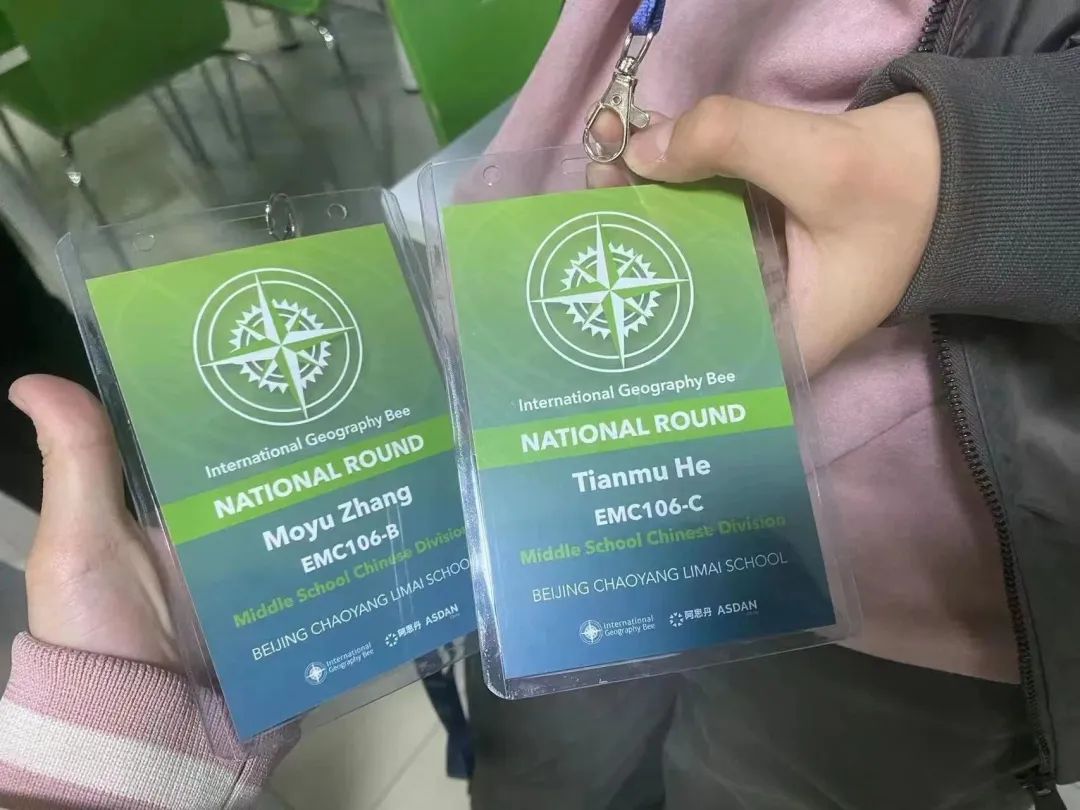 International Geography Bee
NATIONAL ROUND
Moyu Zhang
EMC106-B
Middle School Chinese Division
BEIJING CHAOYANG LIMAI SCHOOL
International
Geography Bee
阿思丹 ASDAN
International Geography Bee
NATIONAL ROUND
Tianmu He
EMC106-C
Middle School Chinese Division
BEIJING CHAOYANG LIMAI SCHOOL
International
Geography Bee
阿思丹 ASDAN